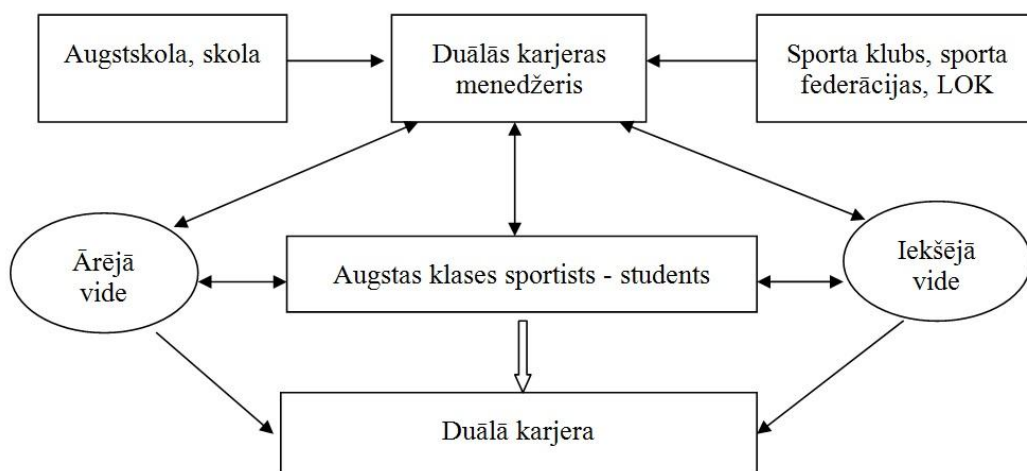 Augstskola, skola
Duālās karjeras
menedžeris
Sporta klubs, sporta
federācijas, LOK
Ārējā
vide
Augstas klases sportists - students
Iekšējā
vide
Duālā karjera